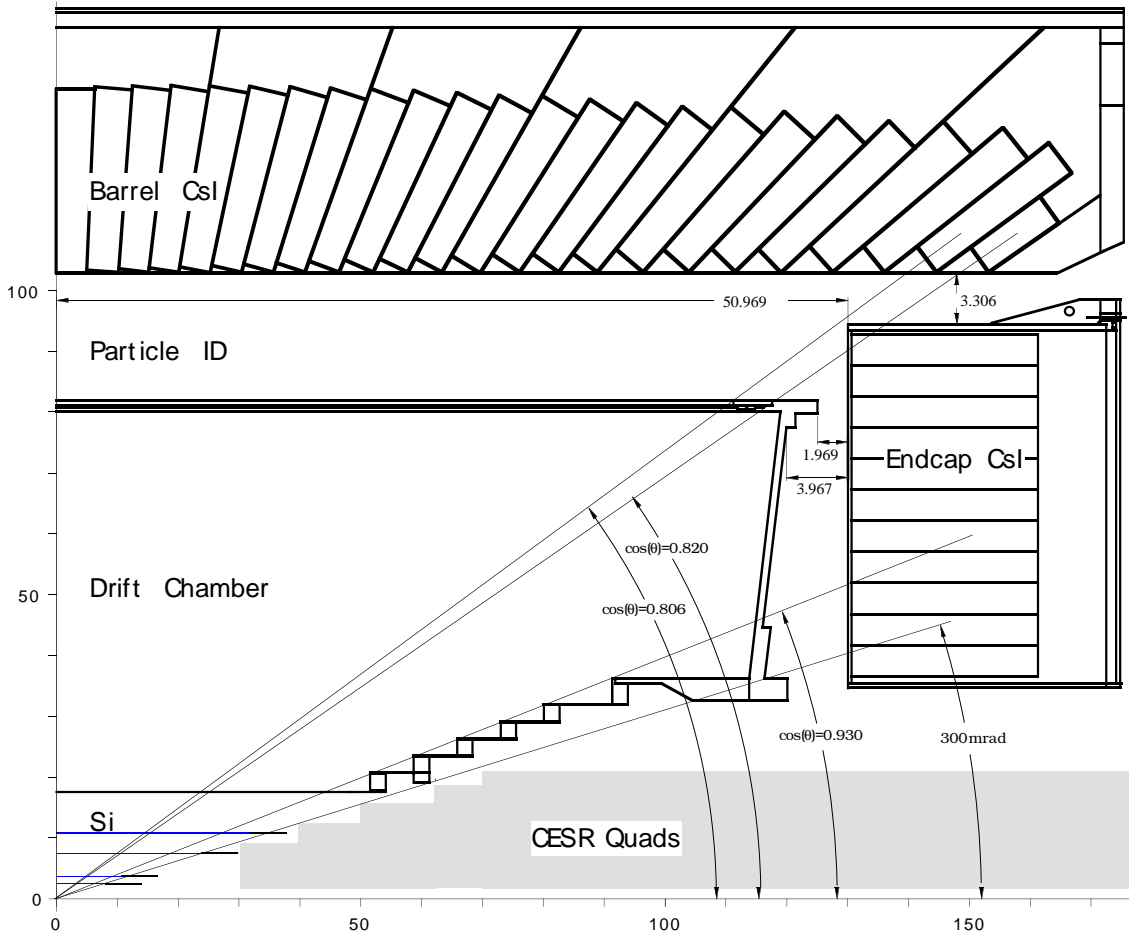 Barrel CsI
100
50.969
3.306
Particle ID
1.969
Endcap CsI
3.967
cos(θ)=0.820
Drift Chamber
50
cos(θ)=0.806
cos(θ)=0.930
300mrad
Si
CESR Quads
0
0
50
100
150